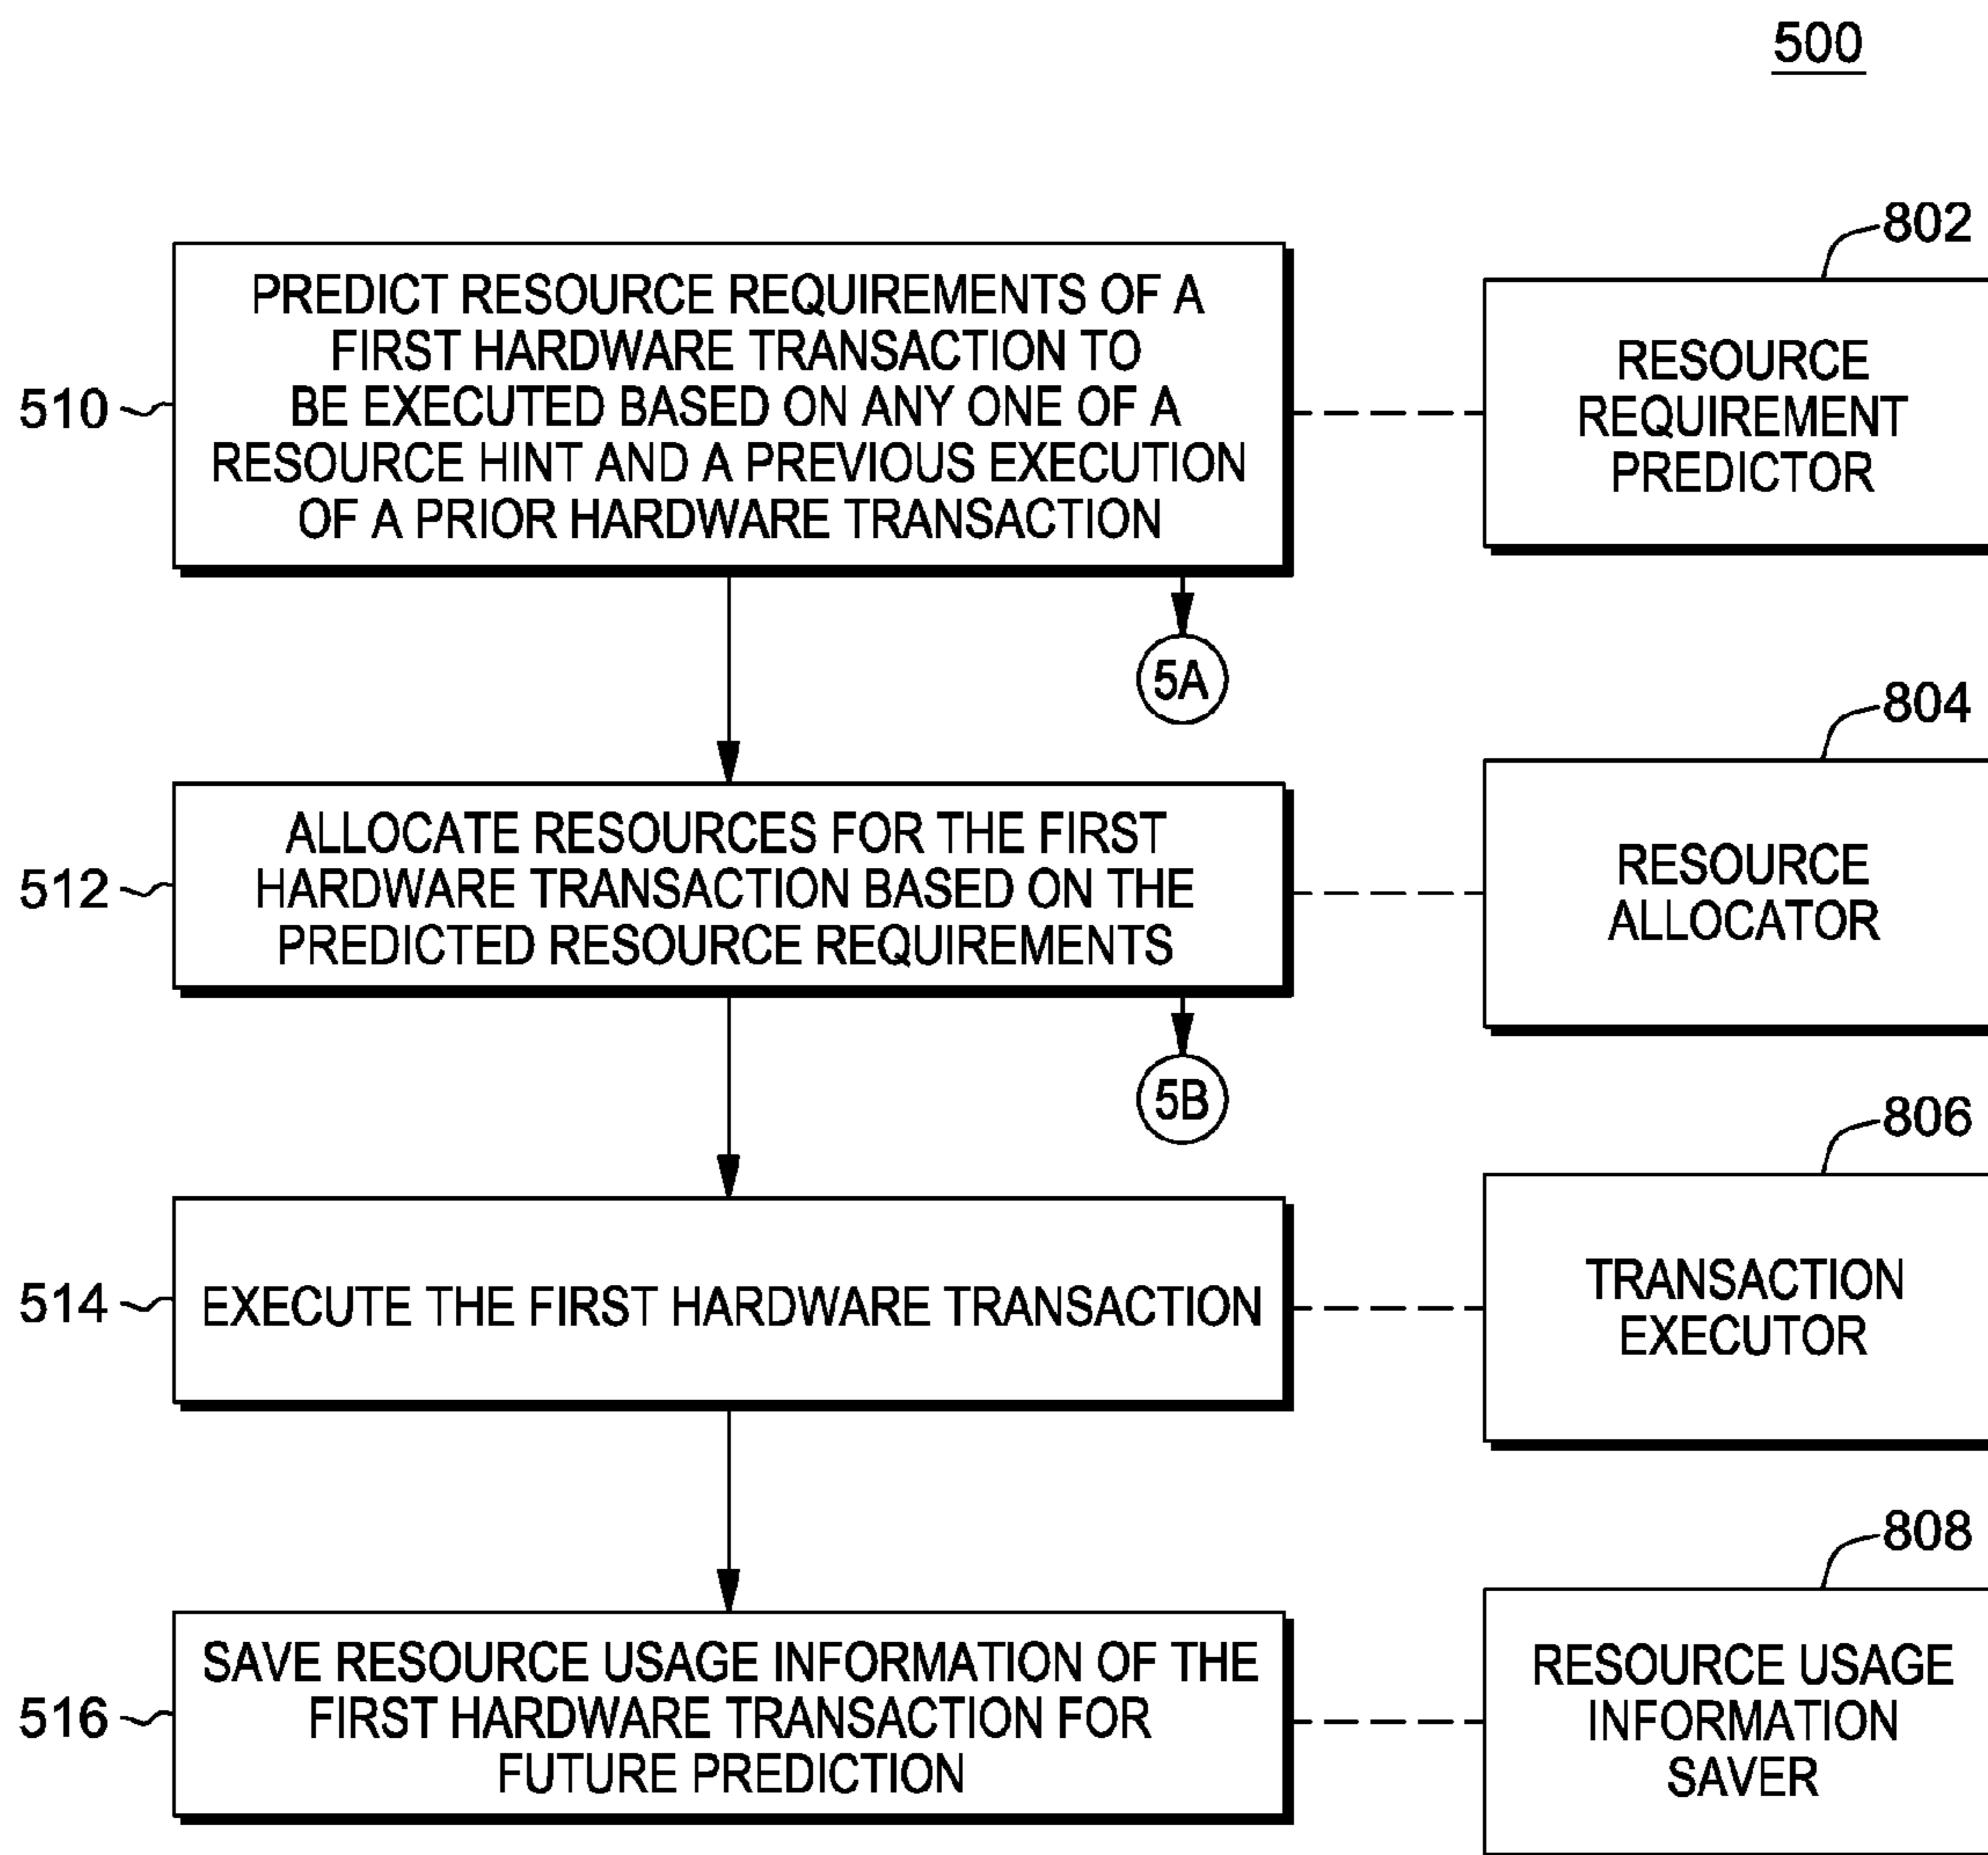 500
802
PREDICT RESOURCE REQUIREMENTS OF A
FIRST HARDWARE TRANSACTION TO
BE EXECUTED BASED ON ANY ONE OF A
RESOURCE HINT AND A PREVIOUS EXECUTION
OF A PRIOR HARDWARE TRANSACTION
510
RESOURCE
REQUIREMENT
PREDICTOR
5A
804
ALLOCATE RESOURCES FOR THE FIRST
HARDWARE TRANSACTION BASED ON THE
PREDICTED RESOURCE REQUIREMENTS
512
RESOURCE
ALLOCATOR
5B
806
514
EXECUTE THE FIRST HARDWARE TRANSACTION
TRANSACTION
EXECUTOR
808
SAVE RESOURCE USAGE INFORMATION OF THE
FIRST HARDWARE TRANSACTION FOR
FUTURE PREDICTION
516
RESOURCE USAGE
INFORMATION
SAVER